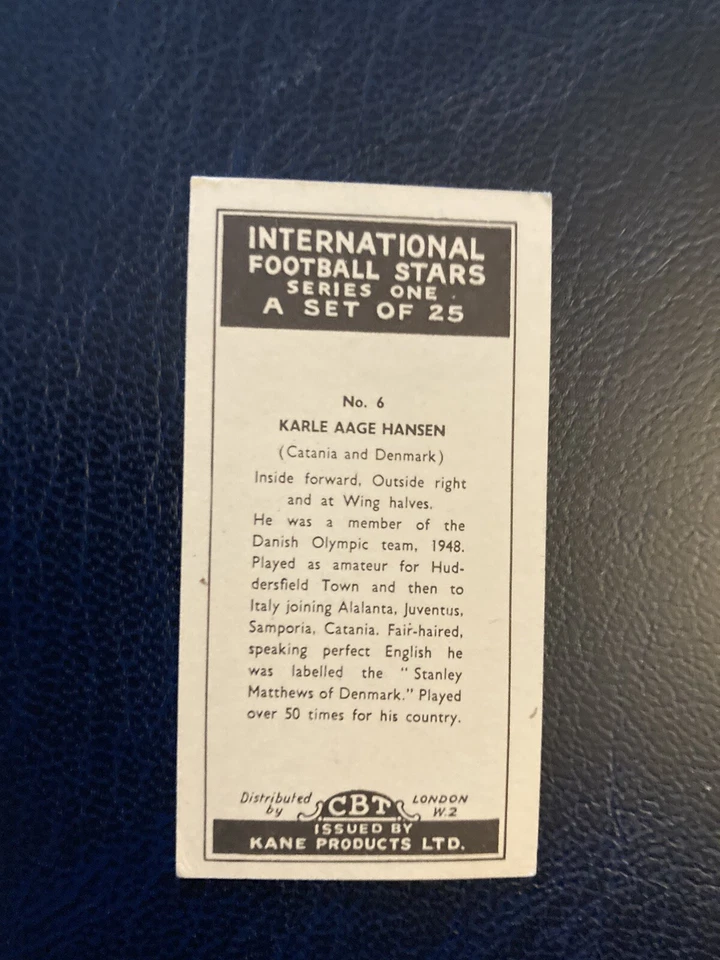 INTERNATIONAL
FOOTBALL STARS
SERIES ONE
A SET OF 25
No. 6
KARLE AAGE HANSEN
(Catania and Denmark)
Inside forward, Outside right
and at Wing halves.
He was a member of the
Danish Olympic team, 1948.
Played as amateur for Hud-
dersfield Town and then to
Italy joining Alalanta, Juventus,
Samporia, Catania. Fair-haired,
speaking perfect English he
was labelled the "Stanley
Matthews of Denmark." Played
over 50 times for his country.
Distributed by CBT LONDON W.2
ISSUED BY
KANE PRODUCTS LTD.